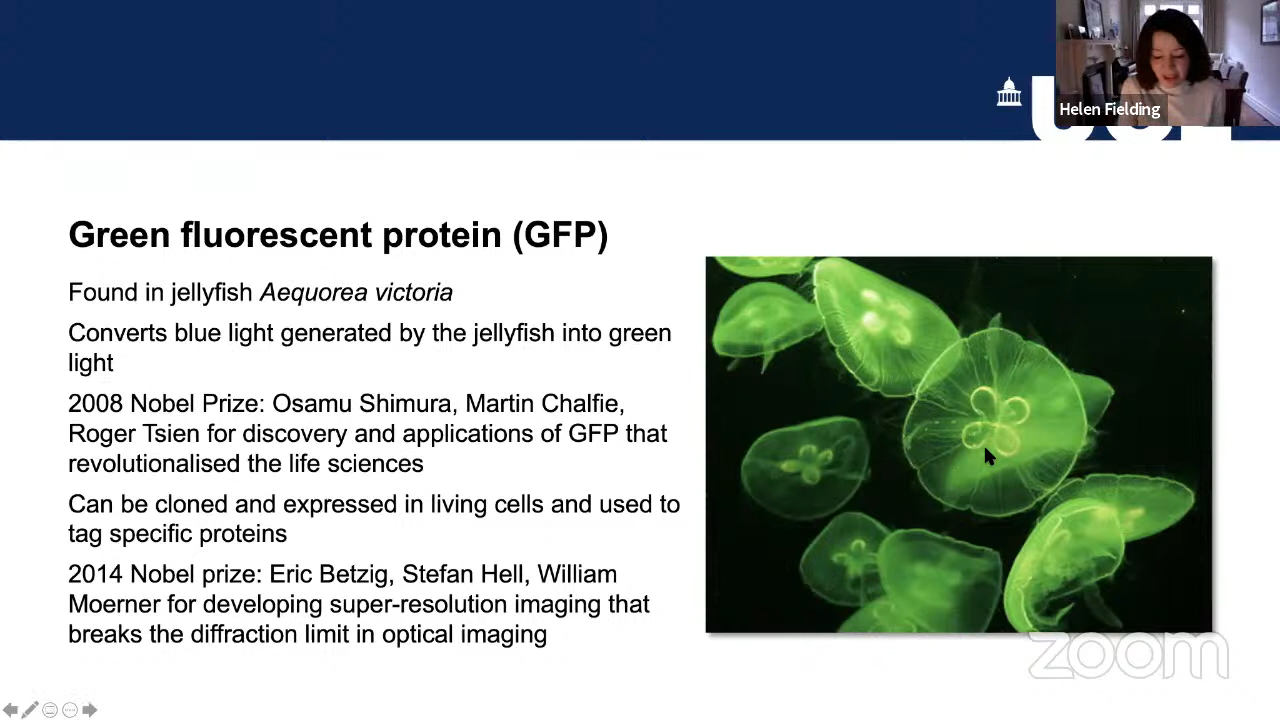 Helen Fielding
Green fluorescent protein (GFP)
Found in jellyfish Aequorea victoria
Converts blue light generated by the jellyfish into green
light
2008 Nobel Prize: Osamu Shimura, Martin Chalfie,
Roger Tsien for discovery and applications of GFP that
revolutionalised the life sciences
Can be cloned and expressed in living cells and used to
tag specific proteins
2014 Nobel prize: Eric Betzig, Stefan Hell, William
Moerner for developing super-resolution imaging that
breaks the diffraction limit in optical imaging
zoom